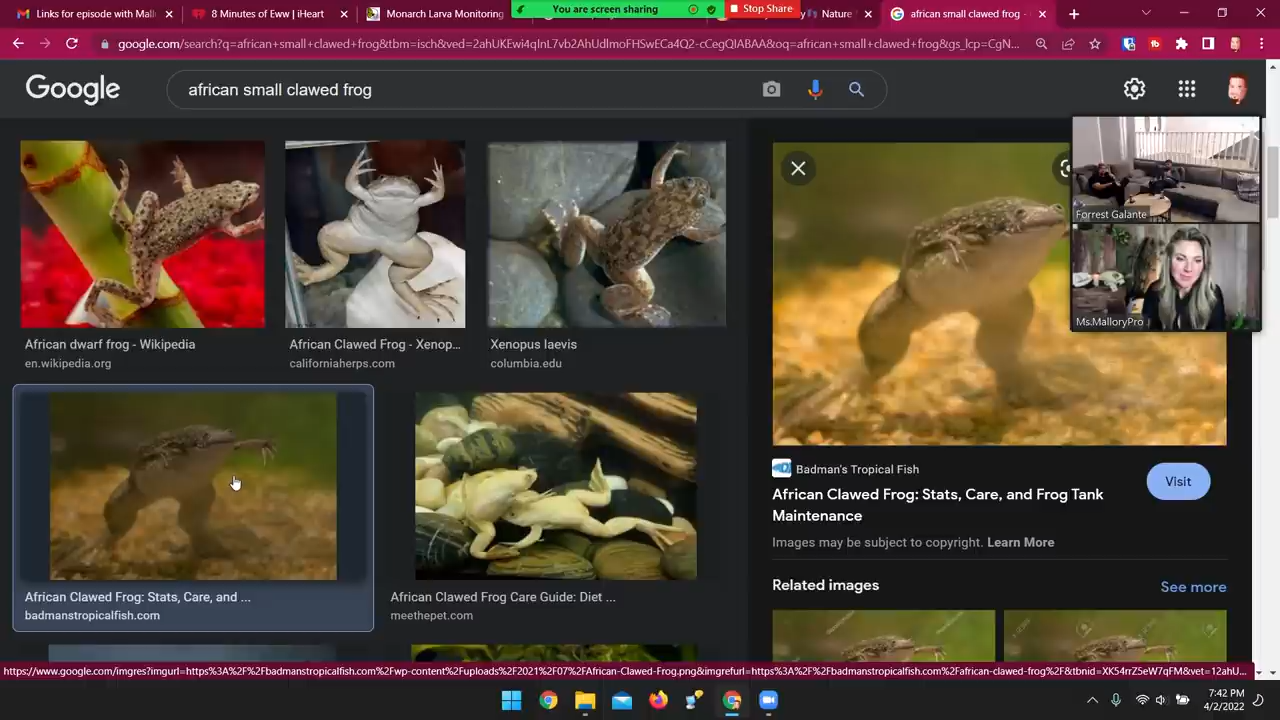 Links for episode with Mall
8 Minutes of Eww | iHeart
Monarch Larva Monitoring
You are screen sharing
Stop Share
Nature
african small clawed frog -
google.com/search?q=african+small+clawed+frog&tbm=isch&ved=2ahUKEwi4qInL7vb2AhUdlmoFHSwECa4Q2-cCegQIABAA&oq=african+small+clawed+frog&gs_lcp=CgN...
Google
african small clawed frog
Forrest Galante
Ms.MalloryPro
African dwarf frog - Wikipedia
en.wikipedia.org
African Clawed Frog - Xenop...
californiaherps.com
Xenopus laevis
columbia.edu
Badman's Tropical Fish
African Clawed Frog: Stats, Care, and Frog Tank
Maintenance
Visit
Images may be subject to copyright. Learn More
Related images
See more
African Clawed Frog: Stats, Care, and ...
badmanstropicalfish.com
African Clawed Frog Care Guide: Diet ...
meethepet.com
https://www.google.com/imgres?imgurl=https%3A%2F%2Fbadmanstropicalfish.com%2Fwp-content%2Fuploads%2F2021%2F07%2FAfrican-Clawed-Frog.png&imgrefurl=https%3A%2F%2Fbadmanstropicalfish.com%2Fafrican-clawed-frog%2F&tbnid=XK54rrZ5eW7qFM&vet=12ahU...
7:42 PM
4/2/2022